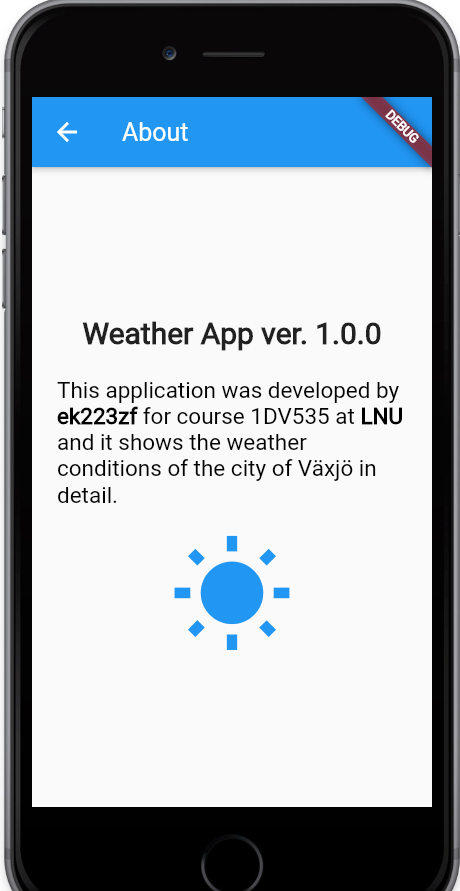 About
DEBUG
Weather App ver. 1.0.0
This application was developed by
ek223zf for course 1DV535 at LNU
and it shows the weather
conditions of the city of Växjö in
detail.